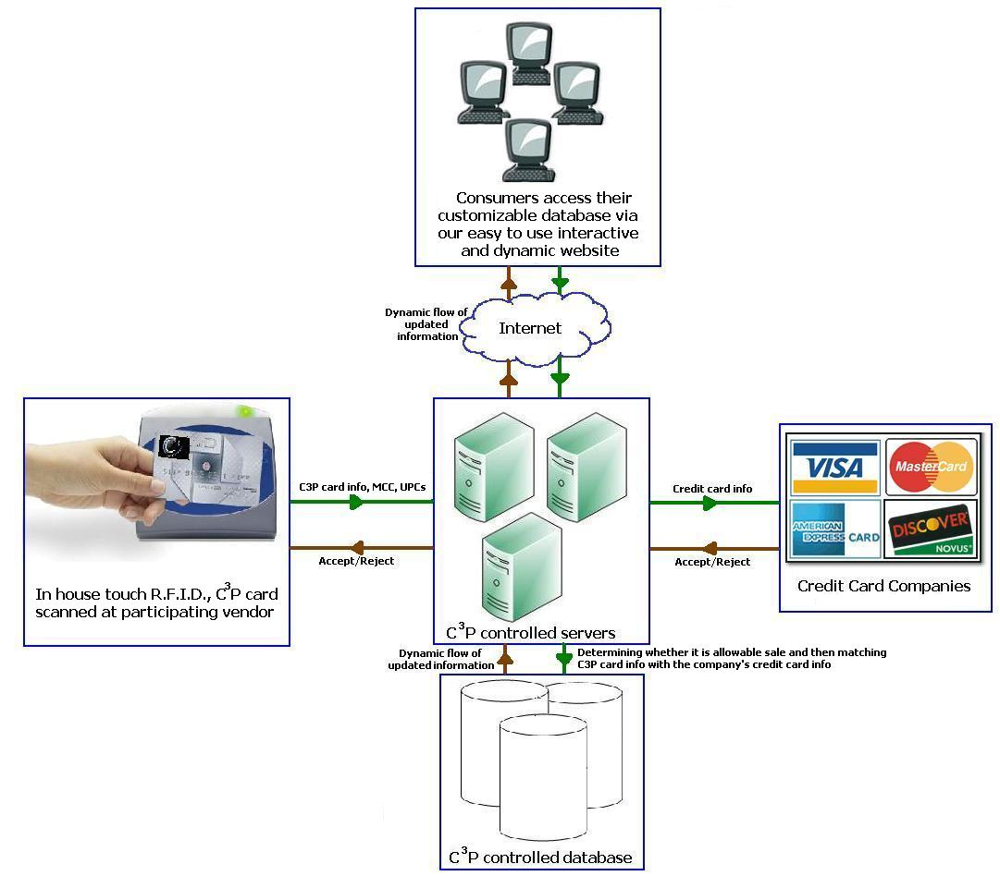 Consumers access their
customizable database via
our easy to use interactive
and dynamic website
Dynamic flow of
updated
information
Internet
C3P card info, MCC, UPCs
Accept/Reject
In house touch R.F.I.D., C³P card
scanned at participating vendor
C³P controlled servers
Credit card info
Accept/Reject
VISA
MasterCard
AMERICAN
EXPRESS CARD
DISCOVER
NOVUS
Credit Card Companies
Dynamic flow of
updated information
Determining whether it is allowable sale and then matching
C3P card info with the company's credit card info
C³P controlled database